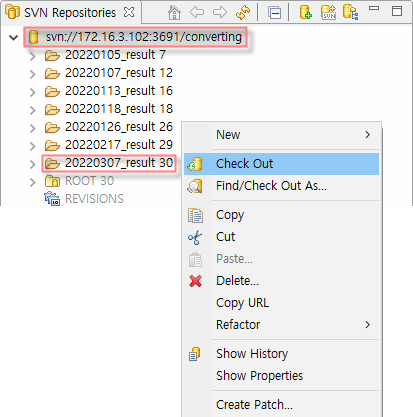 SVN Repositories
svn://172.16.3.102:3691/converting
20220105_result 7
20220107_result 12
20220113_result 16
20220118_result 18
20220126_result 26
20220217_result 29
20220307_result 30
ROOT 30
REVISIONS
New
Check Out
Find/Check Out As...
Copy
Cut
Paste...
Delete...
Copy URL
Refactor
Show History
Show Properties
Create Patch...